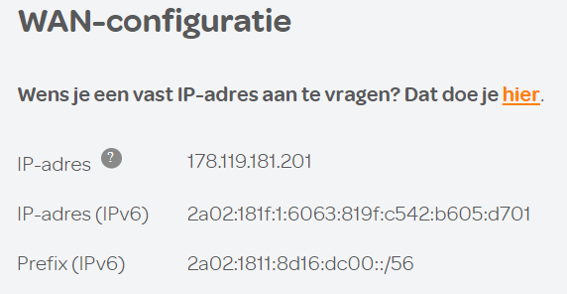 WAN-configuratie
Wens je een vast IP-adres aan te vragen? Dat doe je hier.
IP-adres ? 178.119.181.201
IP-adres (IPv6) 2a02:181f:1:6063:819f:c542:b605:d701
Prefix (IPv6) 2a02:1811:8d16:dc00::/56